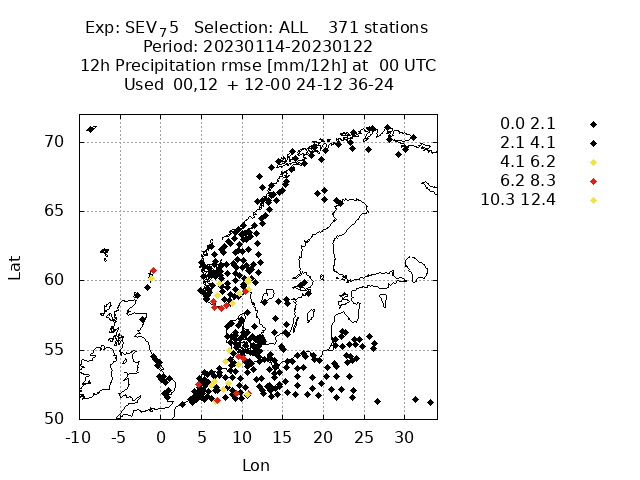 Exp: SEV₇5   Selection: ALL    371 stations
Period: 20230114-20230122
12h Precipitation rmse [mm/12h] at  00 UTC
Used  00,12  + 12-00 24-12 36-24
0.0 2.1
2.1 4.1
4.1 6.2
6.2 8.3
10.3 12.4
70
65
60
55
50
Lat
-10 -5 0 5 10 15 20 25 30
Lon